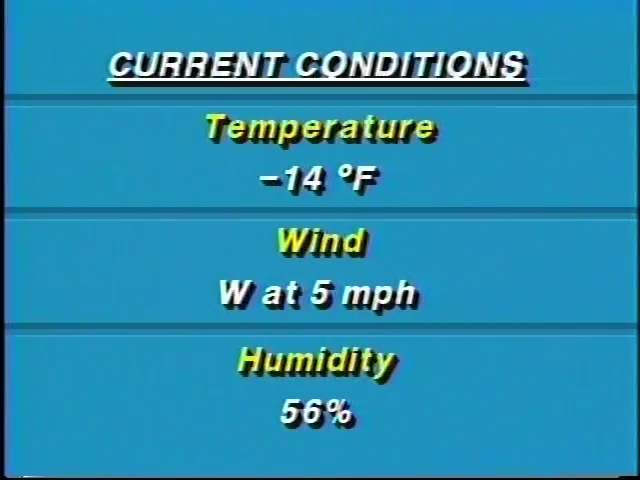 CURRENT CONDITIONS
Temperature
-14 °F
Wind
W at 5 mph
Humidity
56%